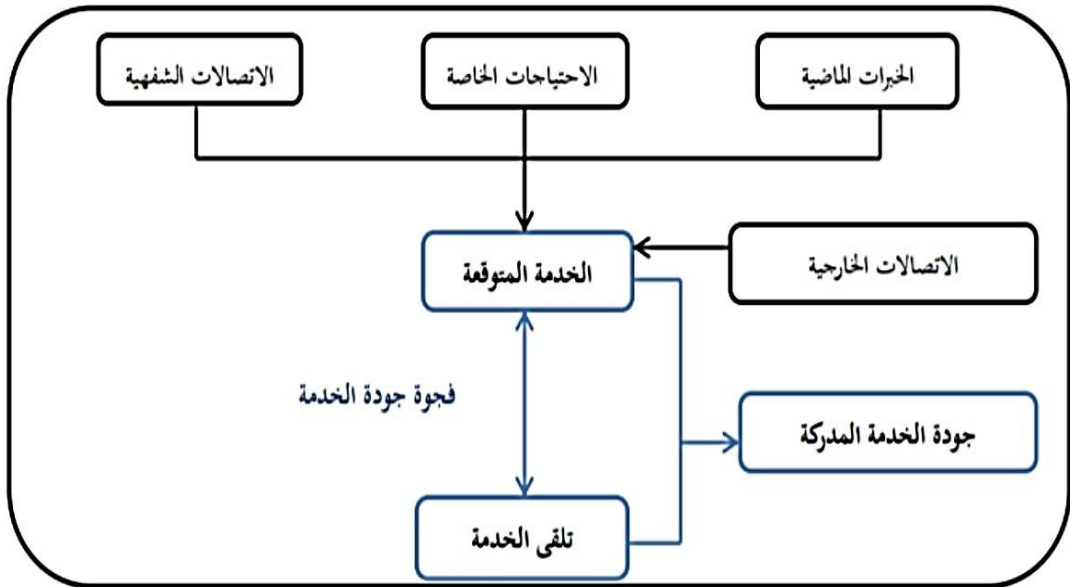 الخبرات الماضية
الاحتياجات الخاصة
الاتصالات الشفهية
الخدمة المتوقعة
الاتصالات الخارجية
فجوة جودة الخدمة
جودة الخدمة المدركة
تلقى الخدمة